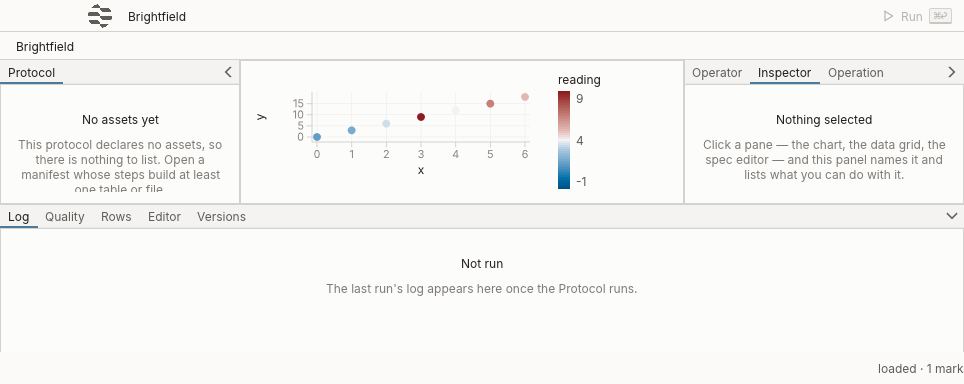 Brightfield
Run
Brightfield
Protocol
No assets yet
This protocol declares no assets, so
there is nothing to list. Open a
manifest whose steps build at least
one table or file.
reading
9
4
-1
y
15
10
5
0
0 1 2 3 4 5 6
x
Operator Inspector Operation
Nothing selected
Click a pane — the chart, the data grid, the
spec editor — and this panel names it and
lists what you can do with it.
Log Quality Rows Editor Versions
Not run
The last run's log appears here once the Protocol runs.
loaded · 1 mark